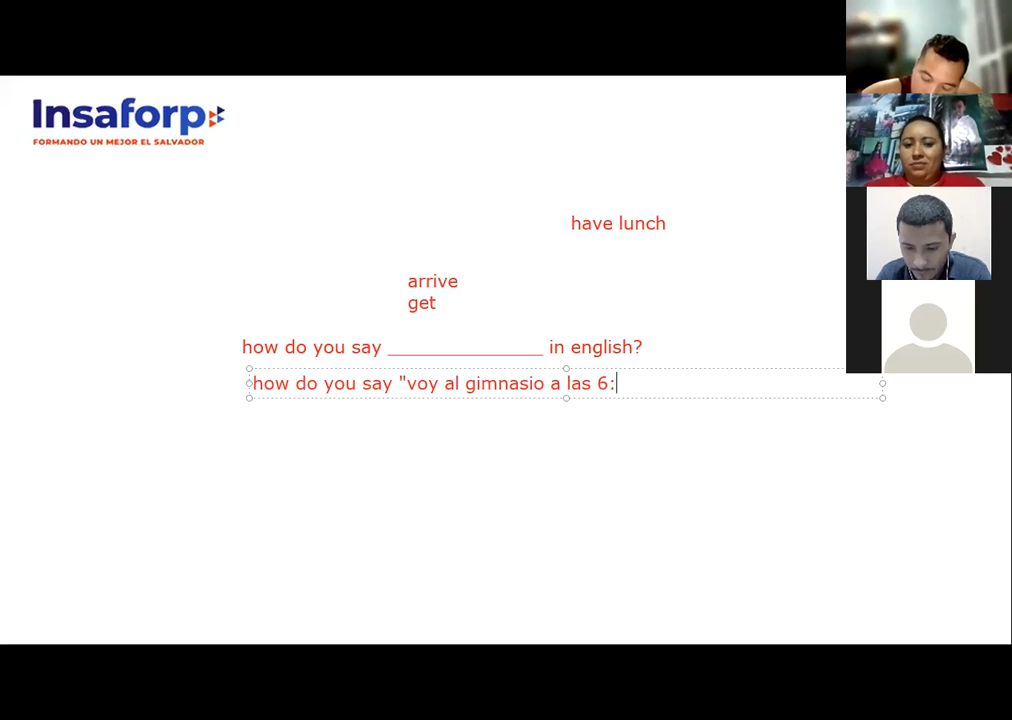 Insaforp
FORMANDO UN MEJOR EL SALVADOR
have lunch
arrive
get
how do you say ________________ in english?
how do you say "voy al gimnasio a las 6: